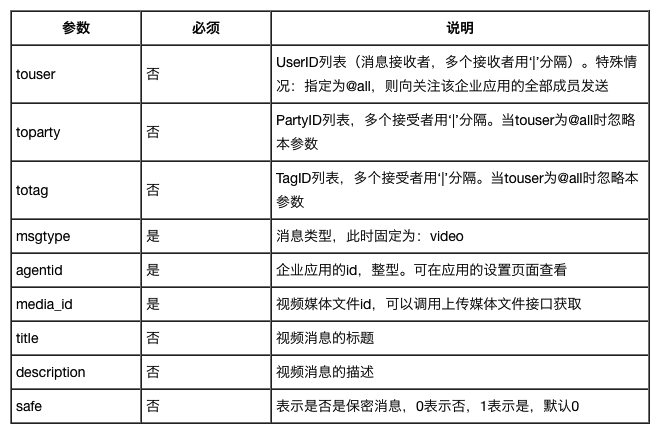 参数 必须 说明
touser 否 UserID列表（消息接收者，多个接收者用‘|’分隔）。特殊情
况：指定为@all，则向关注该企业应用的全部成员发送
toparty 否 PartyID列表，多个接受者用‘|’分隔。当touser为@all时忽略
本参数
totag 否 TagID列表，多个接受者用‘|’分隔。当touser为@all时忽略本
参数
msgtype 是 消息类型，此时固定为：video
agentid 是 企业应用的id，整型。可在应用的设置页面查看
media_id 是 视频媒体文件id，可以调用上传媒体文件接口获取
title 否 视频消息的标题
description 否 视频消息的描述
safe 否 表示是否是保密消息，0表示否，1表示是，默认0